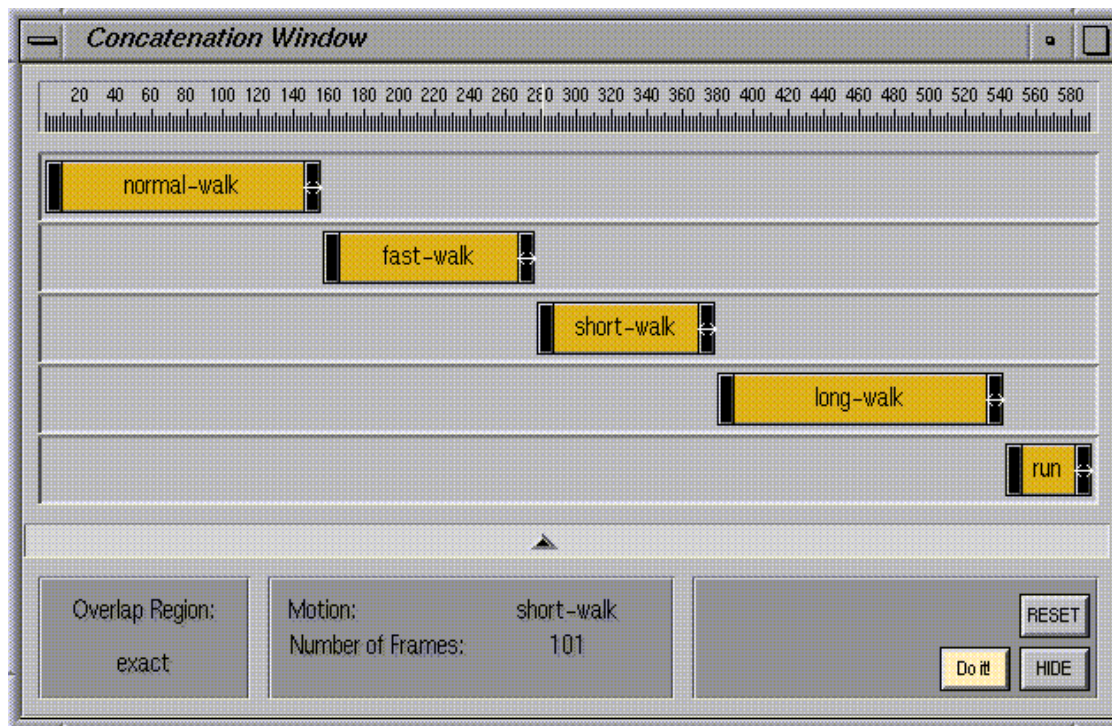 Concatenation Window
20 40 60 80 100 120 140 160 180 200 220 240 260 280 300 320 340 360 380 400 420 440 460 480 500 520 540 560 580
normal-walk
fast-walk
short-walk
long-walk
run
Overlap Region:
exact
Motion: short-walk
Number of Frames: 101
RESET
Do it! HIDE